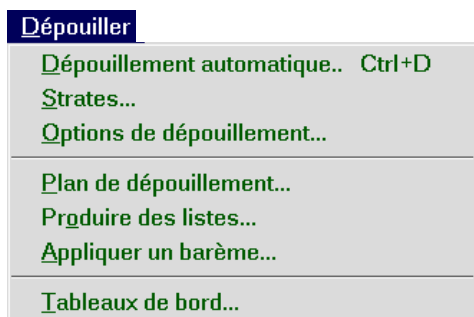 Dépouiller
Dépouillement automatique.. Ctrl+D
Strates...
Options de dépouillement...
Plan de dépouillement...
Produire des listes...
Appliquer un barème...
Tableaux de bord...